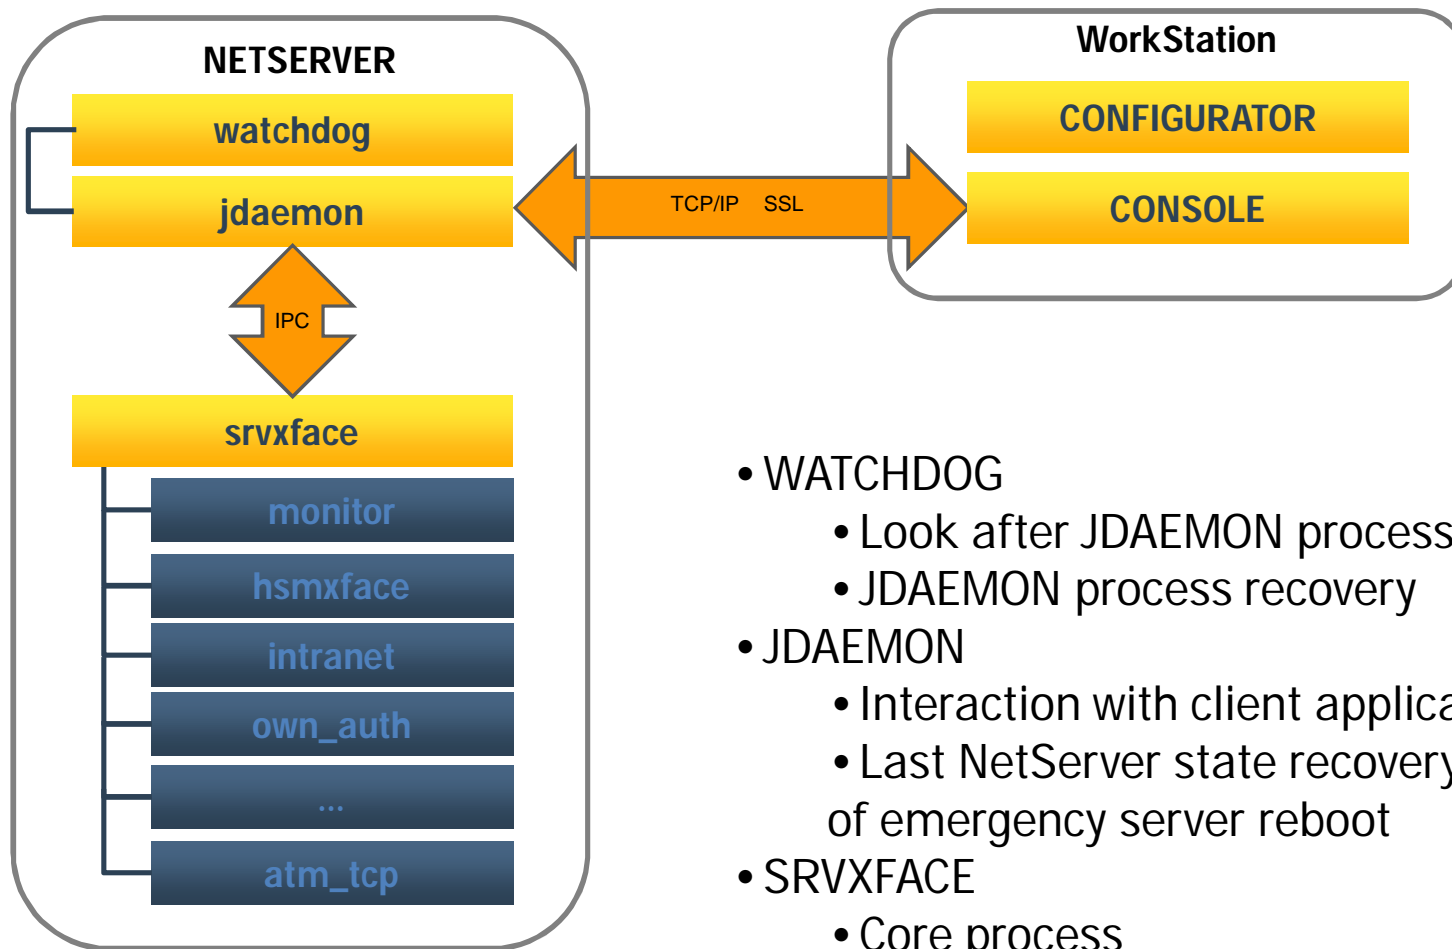 NETSERVER
watchdog
jdaemon
IPC
srvxface
monitor
hsmxface
intranet
own_auth
...
atm_tcp
TCP/IP SSL
WorkStation
CONFIGURATOR
CONSOLE
• WATCHDOG
• Look after JDAEMON process
• JDAEMON process recovery
• JDAEMON
• Interaction with client
• Last NetServer state recovery
of emergency server reboot
• SRVXFACE
• Core process